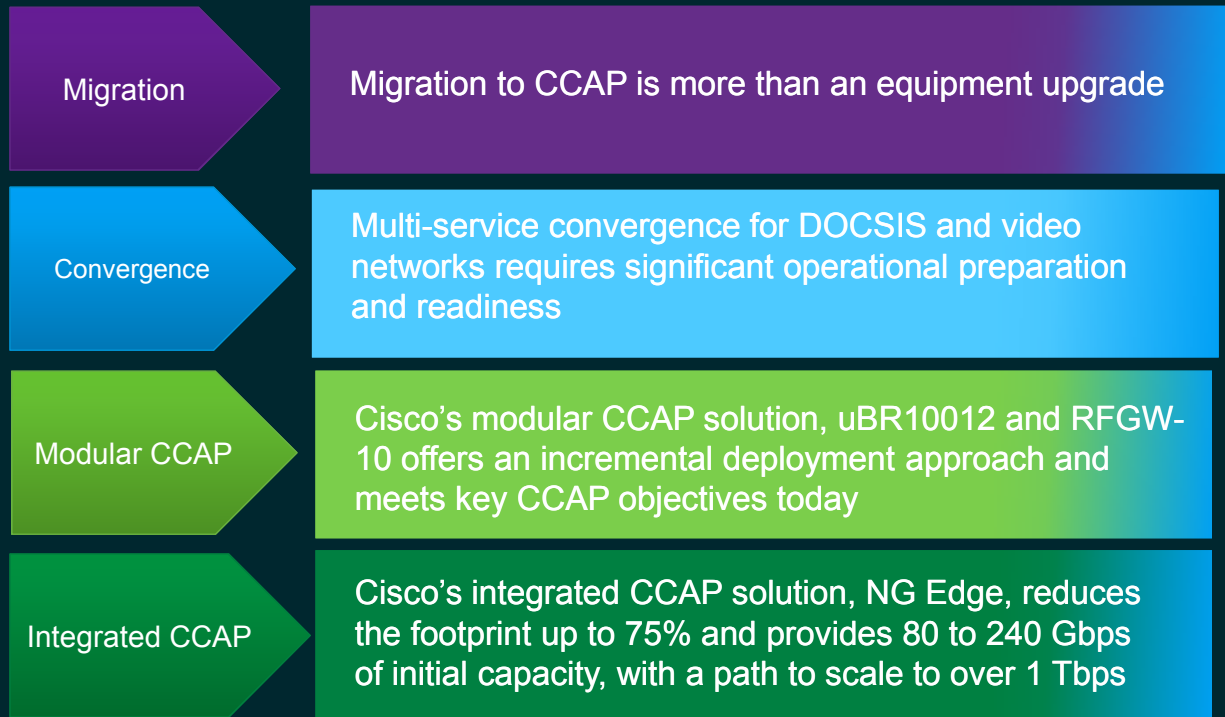 Migration
Migration to CCAP is more than an equipment upgrade
Convergence
Multi-service convergence for DOCSIS and video
networks requires significant operational preparation
and readiness
Modular CCAP
Cisco’s modular CCAP solution, uBR10012 and RFGW-
10 offers an incremental deployment approach and
meets key CCAP objectives today
Integrated CCAP
Cisco’s integrated CCAP solution, NG Edge, reduces
the footprint up to 75% and provides 80 to 240 Gbps
of initial capacity, with a path to scale to over 1 Tbps